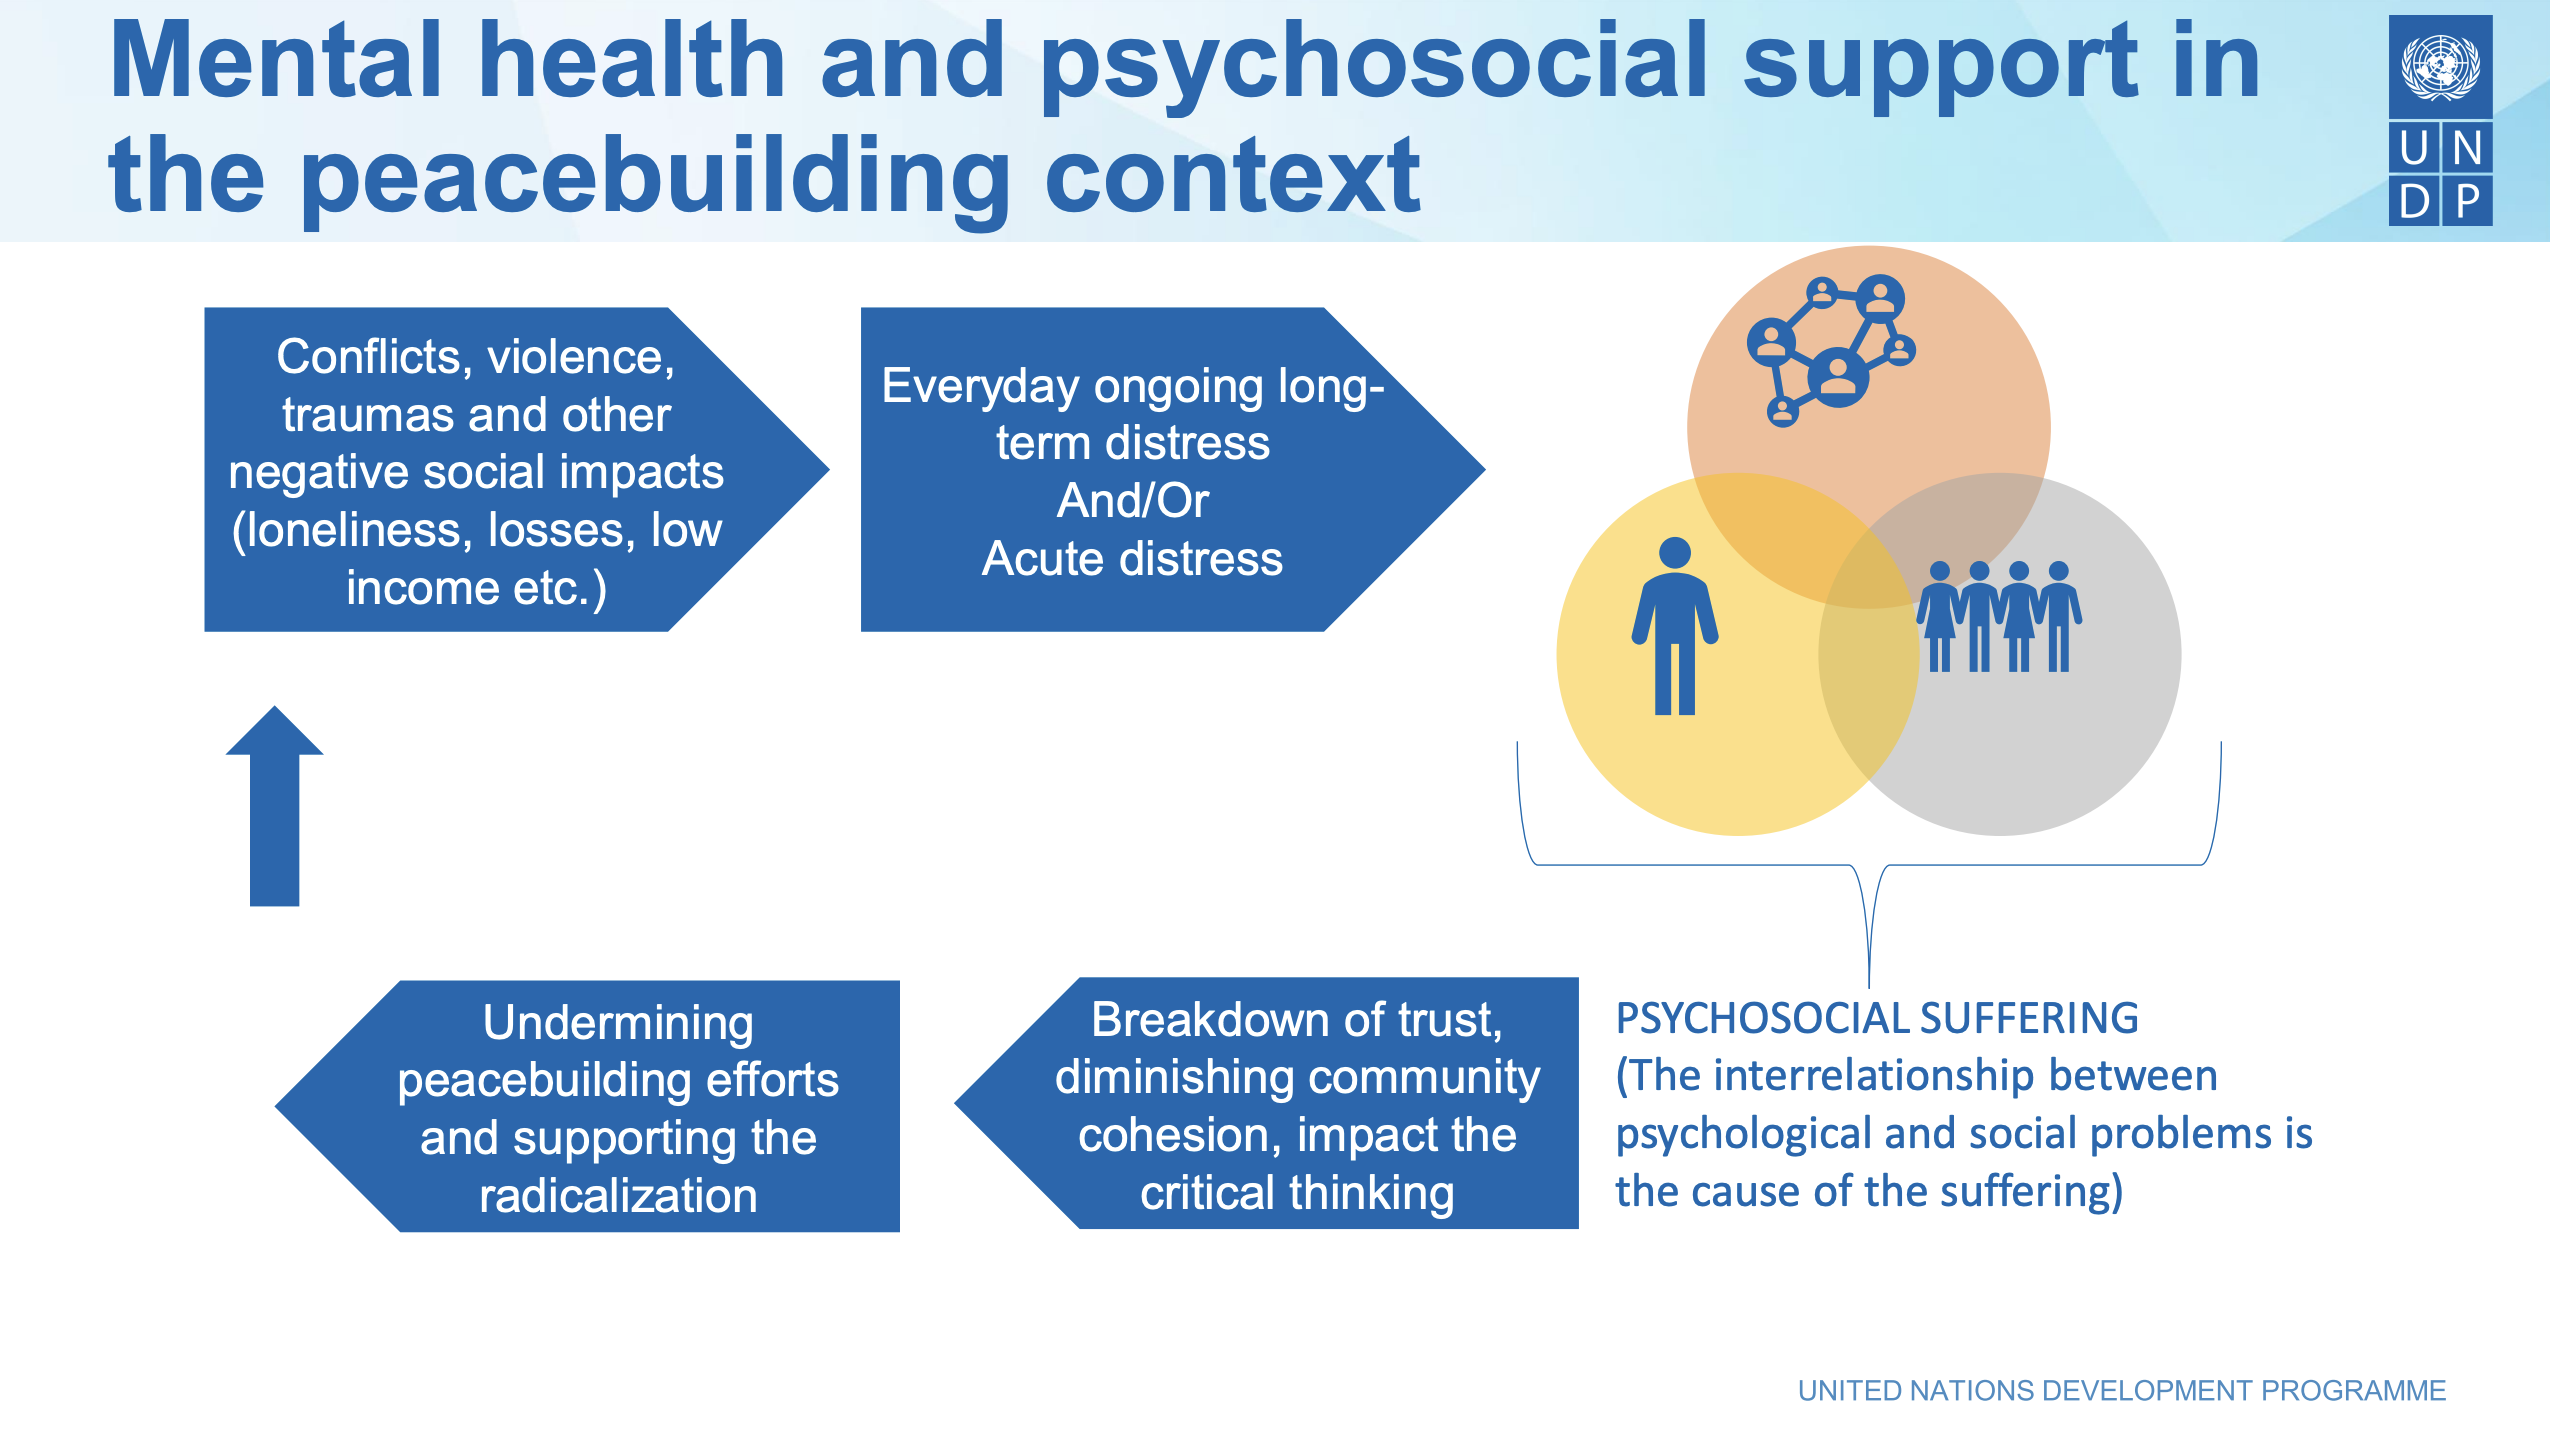 Mental health and psychosocial support in
the peacebuilding context
U N
D P
Conflicts, violence,
traumas and other
negative social impacts
(loneliness, losses, low
income etc.)
Everyday ongoing long-
term distress
And/Or
Acute distress
PSYCHOSOCIAL SUFFERING
(The interrelationship between
psychological and social problems is
the cause of the suffering)
Breakdown of trust,
diminishing community
cohesion, impact the
critical thinking
Undermining
peacebuilding efforts
and supporting the
radicalization
UNITED NATIONS DEVELOPMENT PROGRAMME